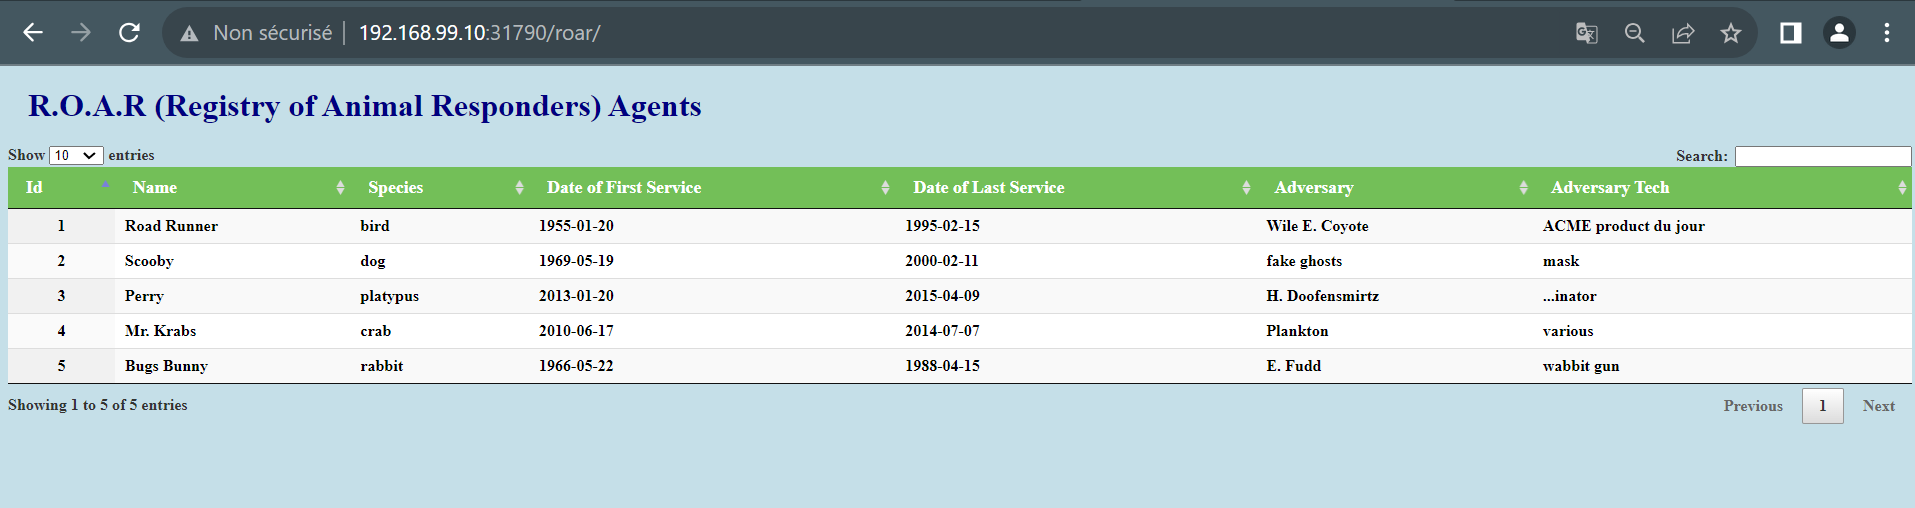 Non sécurisé 192.168.99.10:31790/roar/
R.O.A.R (Registry of Animal Responders) Agents
Show 10 entries Search:
Id Name Species Date of First Service Date of Last Service Adversary Adversary Tech
1 Road Runner bird 1955-01-20 1995-02-15 Wile E. Coyote ACME product du jour
2 Scooby dog 1969-05-19 2000-02-11 fake ghosts mask
3 Perry platypus 2013-01-20 2015-04-09 H. Doofensmirtz ...inator
4 Mr. Krabs crab 2010-06-17 2014-07-07 Plankton various
5 Bugs Bunny rabbit 1966-05-22 1988-04-15 E. Fudd wabbit gun
Showing 1 to 5 of 5 entries Previous 1 Next